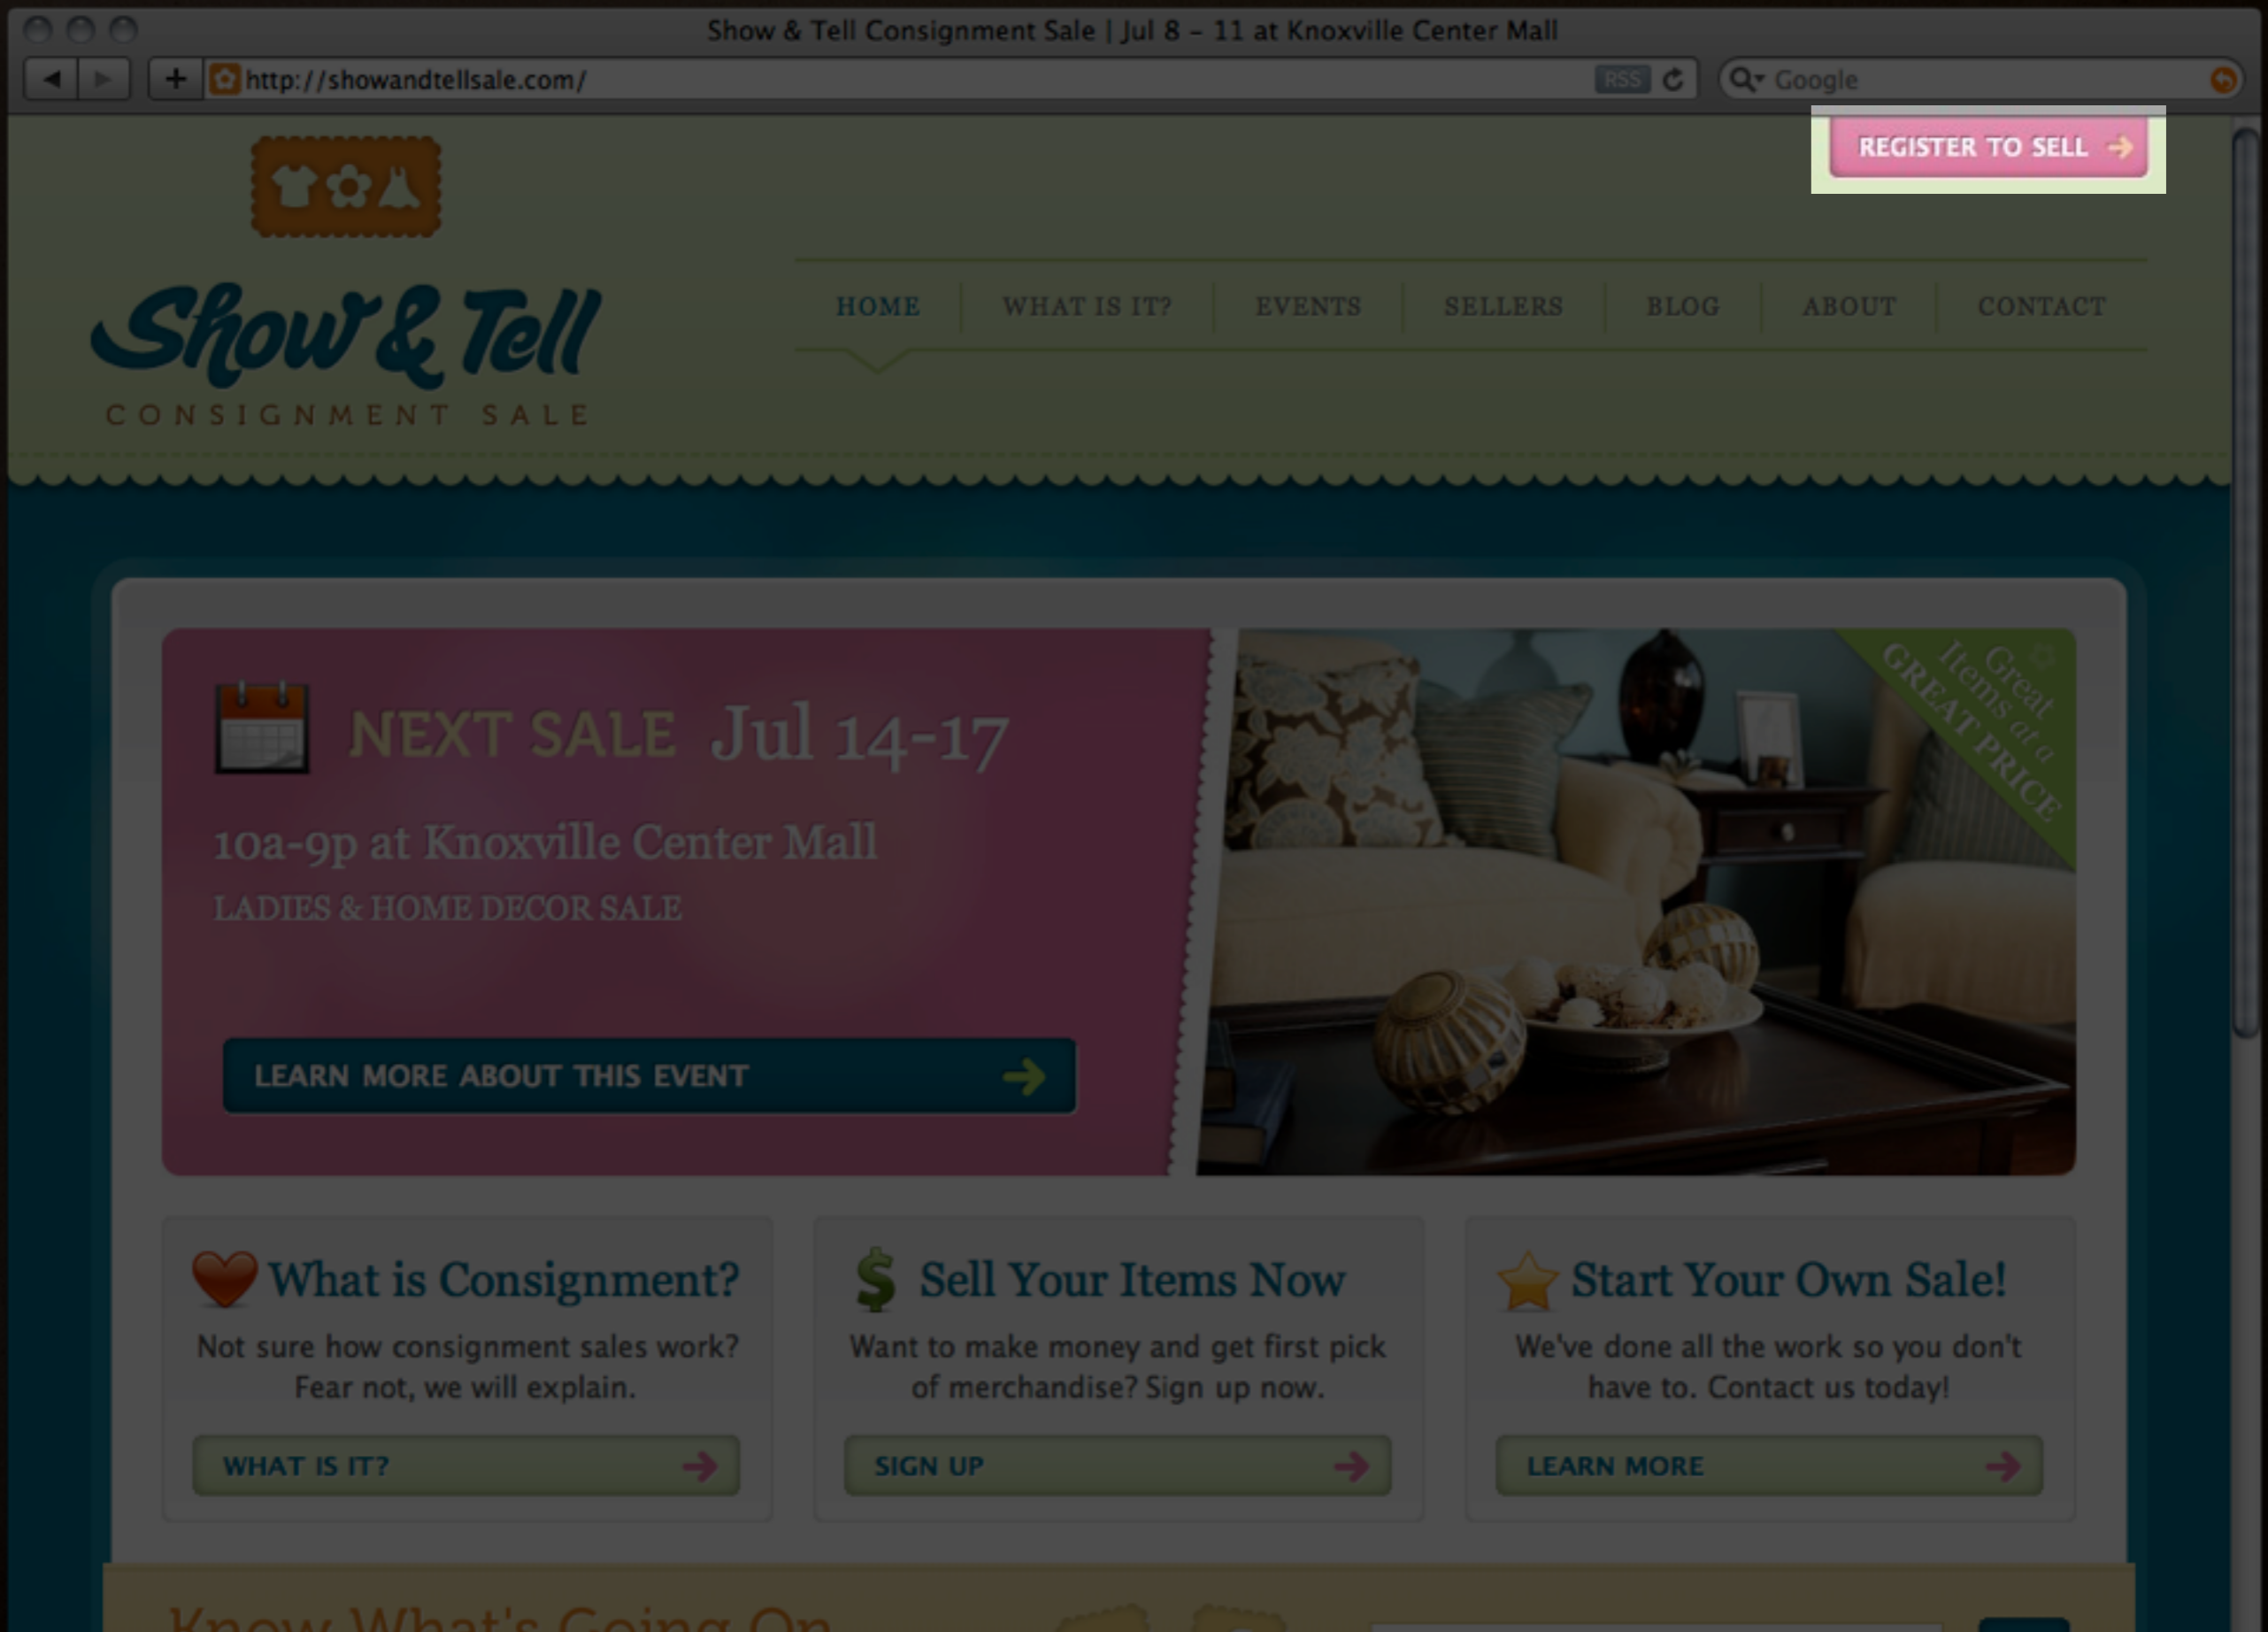 Show & Tell Consignment Sale | Jul 8 – 11 at Knoxville Center Mall
http://showandtellsale.com/
RSS
Google
REGISTER TO SELL
Show & Tell
CONSIGNMENT SALE
HOME
WHAT IS IT?
EVENTS
SELLERS
BLOG
ABOUT
CONTACT
NEXT SALE Jul 14-17
10a-9p at Knoxville Center Mall
LADIES & HOME DECOR SALE
LEARN MORE ABOUT THIS EVENT
Great
Items at a
GREAT PRICE
What is Consignment?
Not sure how consignment sales work?
Fear not, we will explain.
WHAT IS IT?
$
Sell Your Items Now
Want to make money and get first pick
of merchandise? Sign up now.
SIGN UP
Start Your Own Sale!
We've done all the work so you don't
have to. Contact us today!
LEARN MORE
Know What's Going On